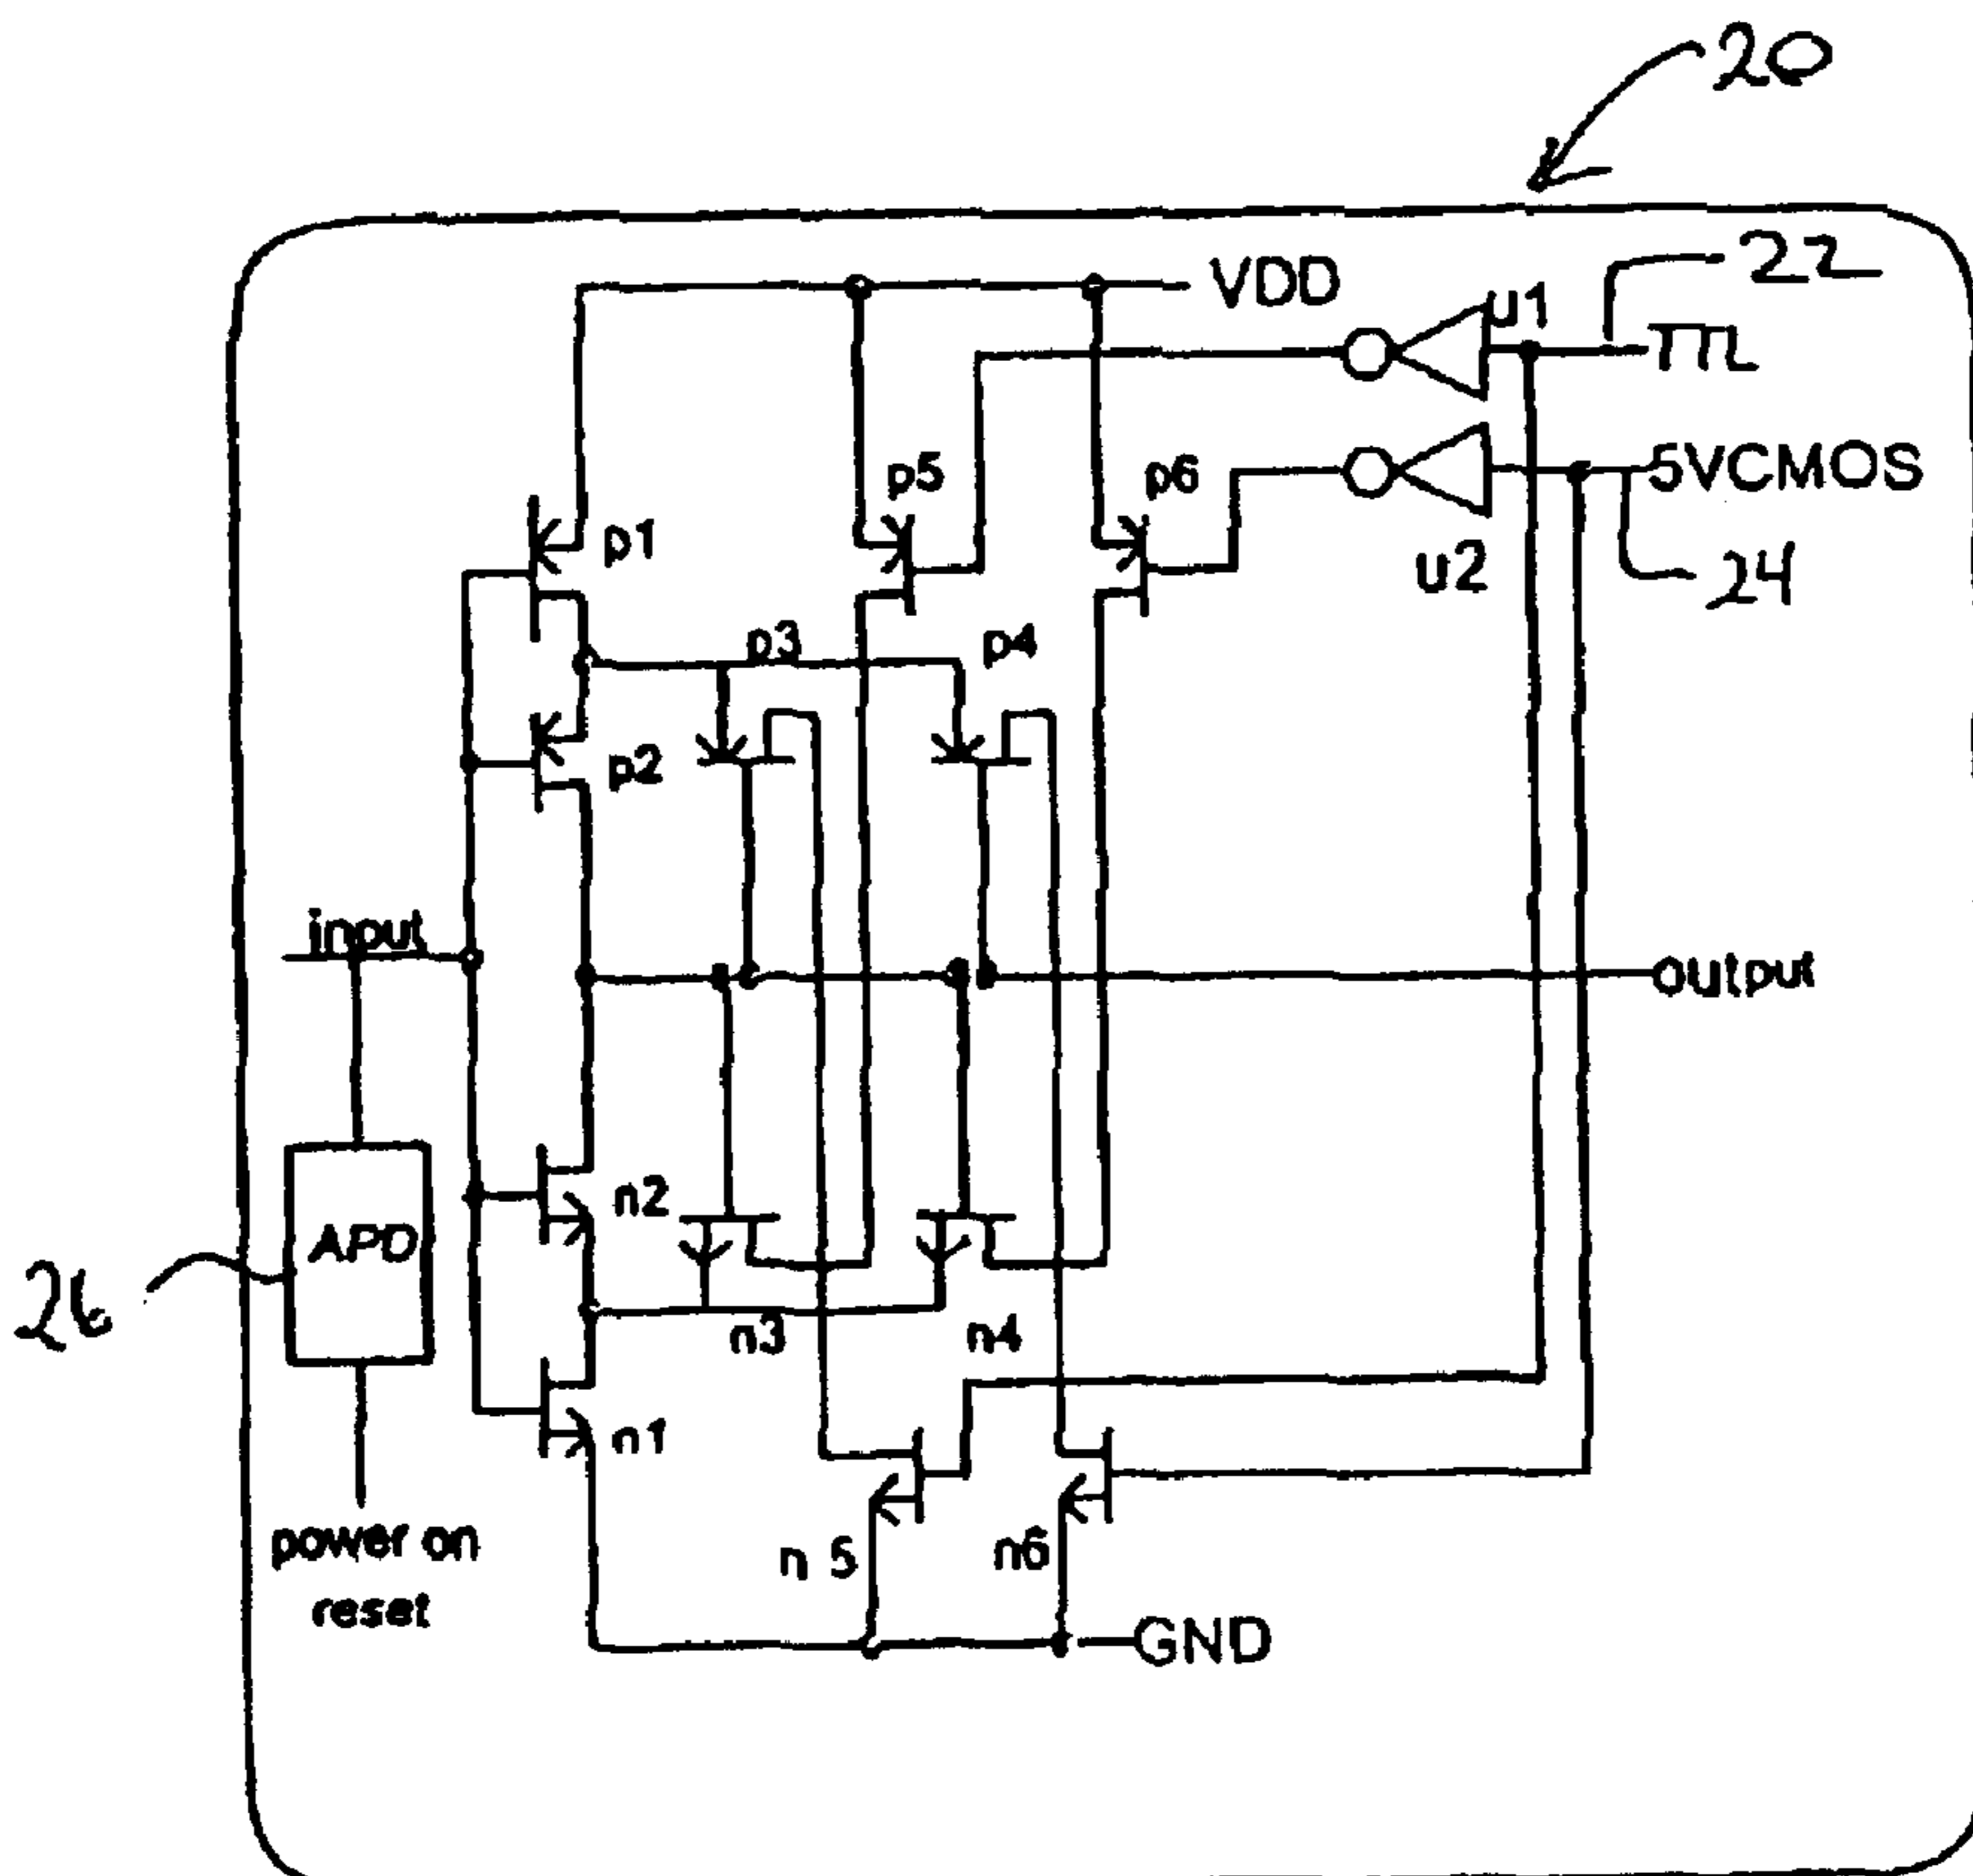 20
VDD
22
u1
TTL
5VCMOS
p5
p6
p1
u2
24
p3
p4
p2
input
output
n2
APD
26
n3
n4
n1
power on
reset
n 5
n6
GND